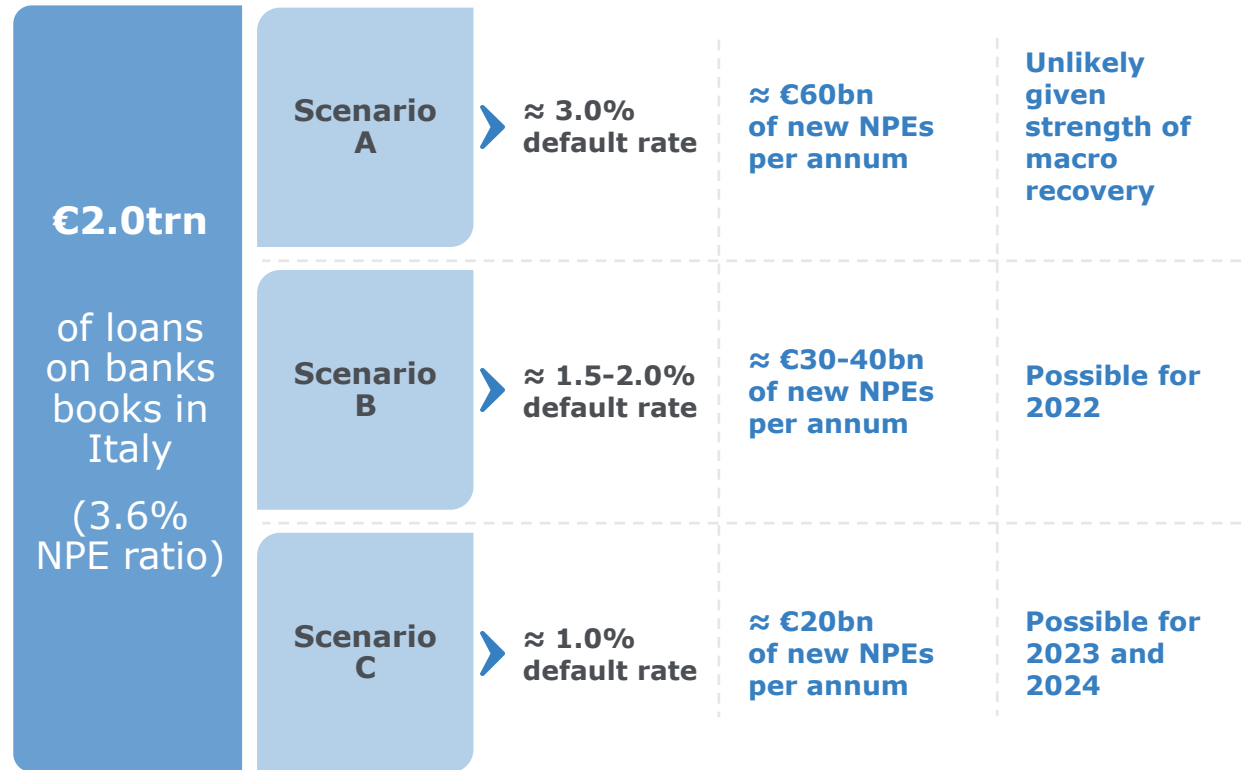 €2.0trn
of loans
on banks
books in
Italy
(3.6%
NPE ratio)
Scenario
A
≈ 3.0%
default rate
≈ €60bn
of new NPEs
per annum
Unlikely
given
strength of
macro
recovery
Scenario
B
≈ 1.5-2.0%
default rate
≈ €30-40bn
of new NPEs
per annum
Possible for
2022
Scenario
C
≈ 1.0%
default rate
≈ €20bn
of new NPEs
per annum
Possible for
2023 and
2024